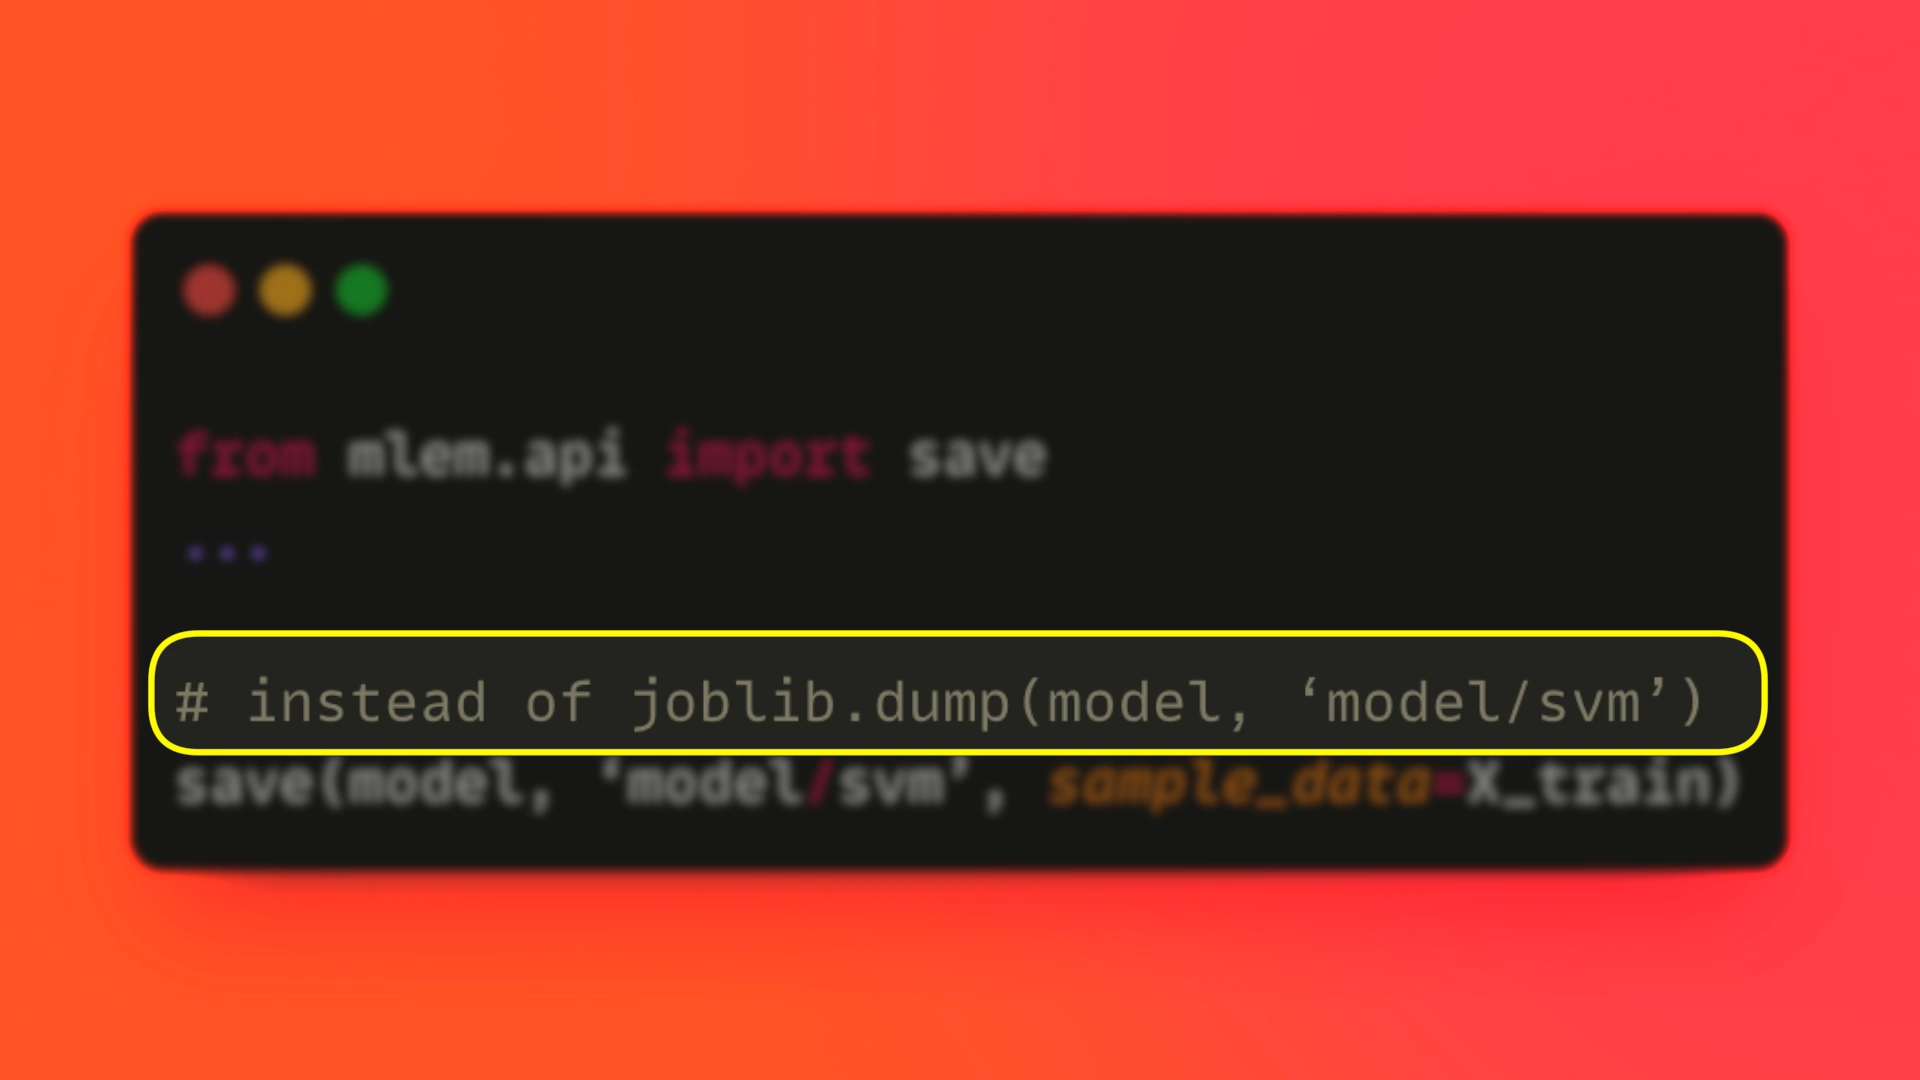 from mlem.api import save
...
# instead of joblib.dump(model, ‘model/svm’)
save(model, ‘model/svm’, sample_data=X_train)